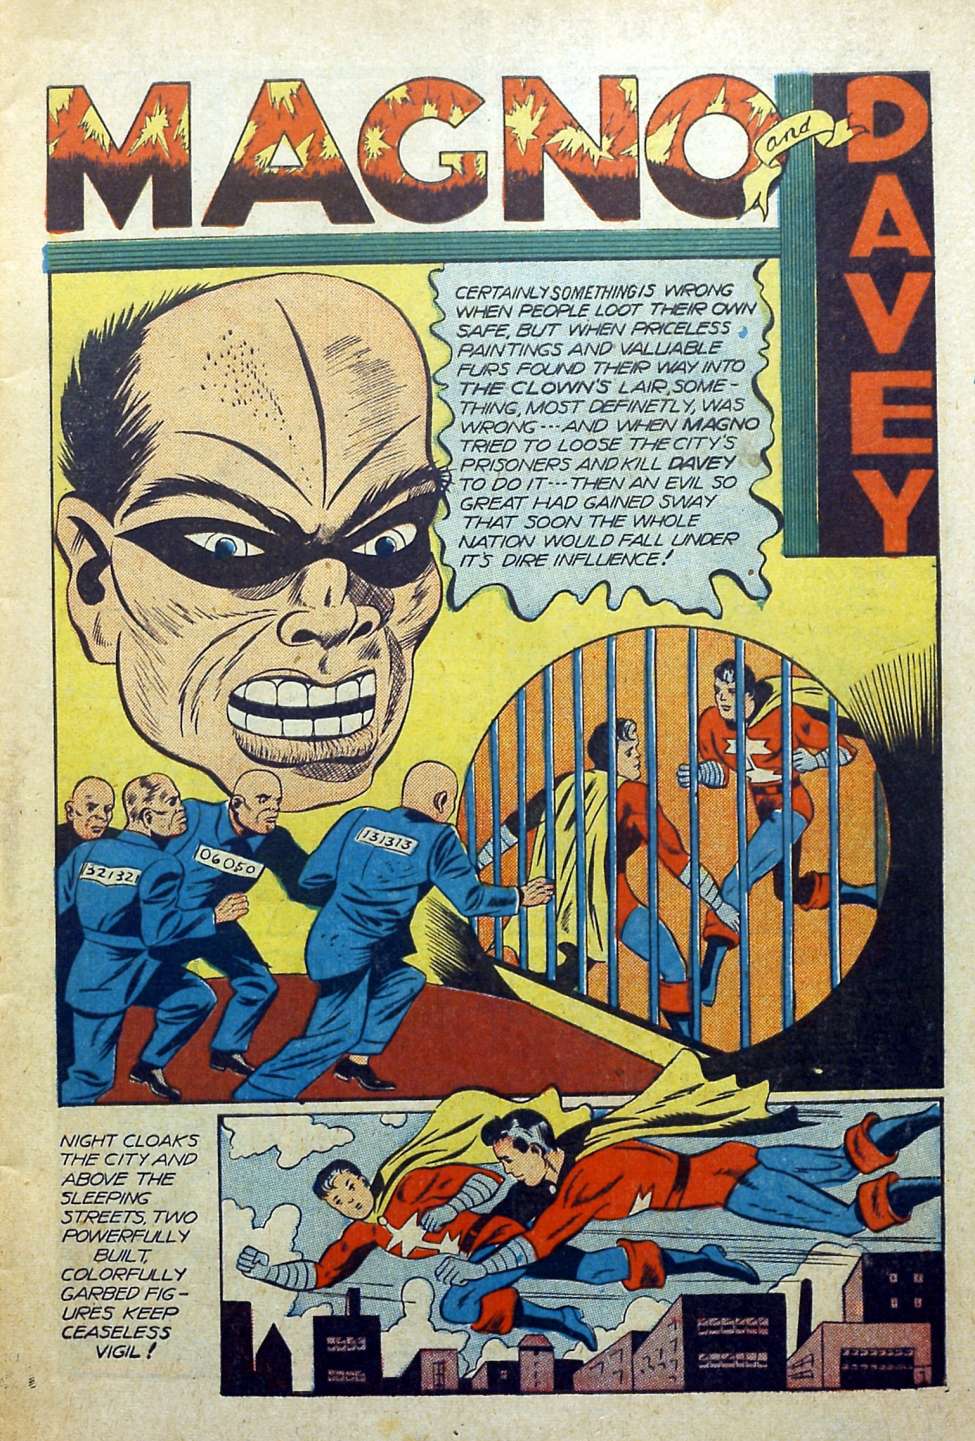 MAGNO
and
DAVEY
CERTAINLY SOMETHING IS WRONG
WHEN PEOPLE LOOT THEIR OWN
SAFE, BUT WHEN PRICELESS
PAINTINGS AND VALUABLE
FURS FOUND THEIR WAY INTO
THE CLOWN'S LAIR, SOME-
THING, MOST DEFINETLY, WAS
WRONG---AND WHEN MAGNO
TRIED TO LOOSE THE CITY'S
PRISONERS AND KILL DAVEY
TO DO IT---THEN AN EVIL SO
GREAT HAD GAINED SWAY
THAT SOON THE WHOLE
NATION WOULD FALL UNDER
IT'S DIRE INFLUENCE!
321321
06050
131313
NIGHT CLOAKS
THE CITY AND
ABOVE THE
SLEEPING
STREETS, TWO
POWERFULLY
BUILT,
COLORFULLY
GARBED FIG-
URES KEEP
CEASELESS
VIGIL!